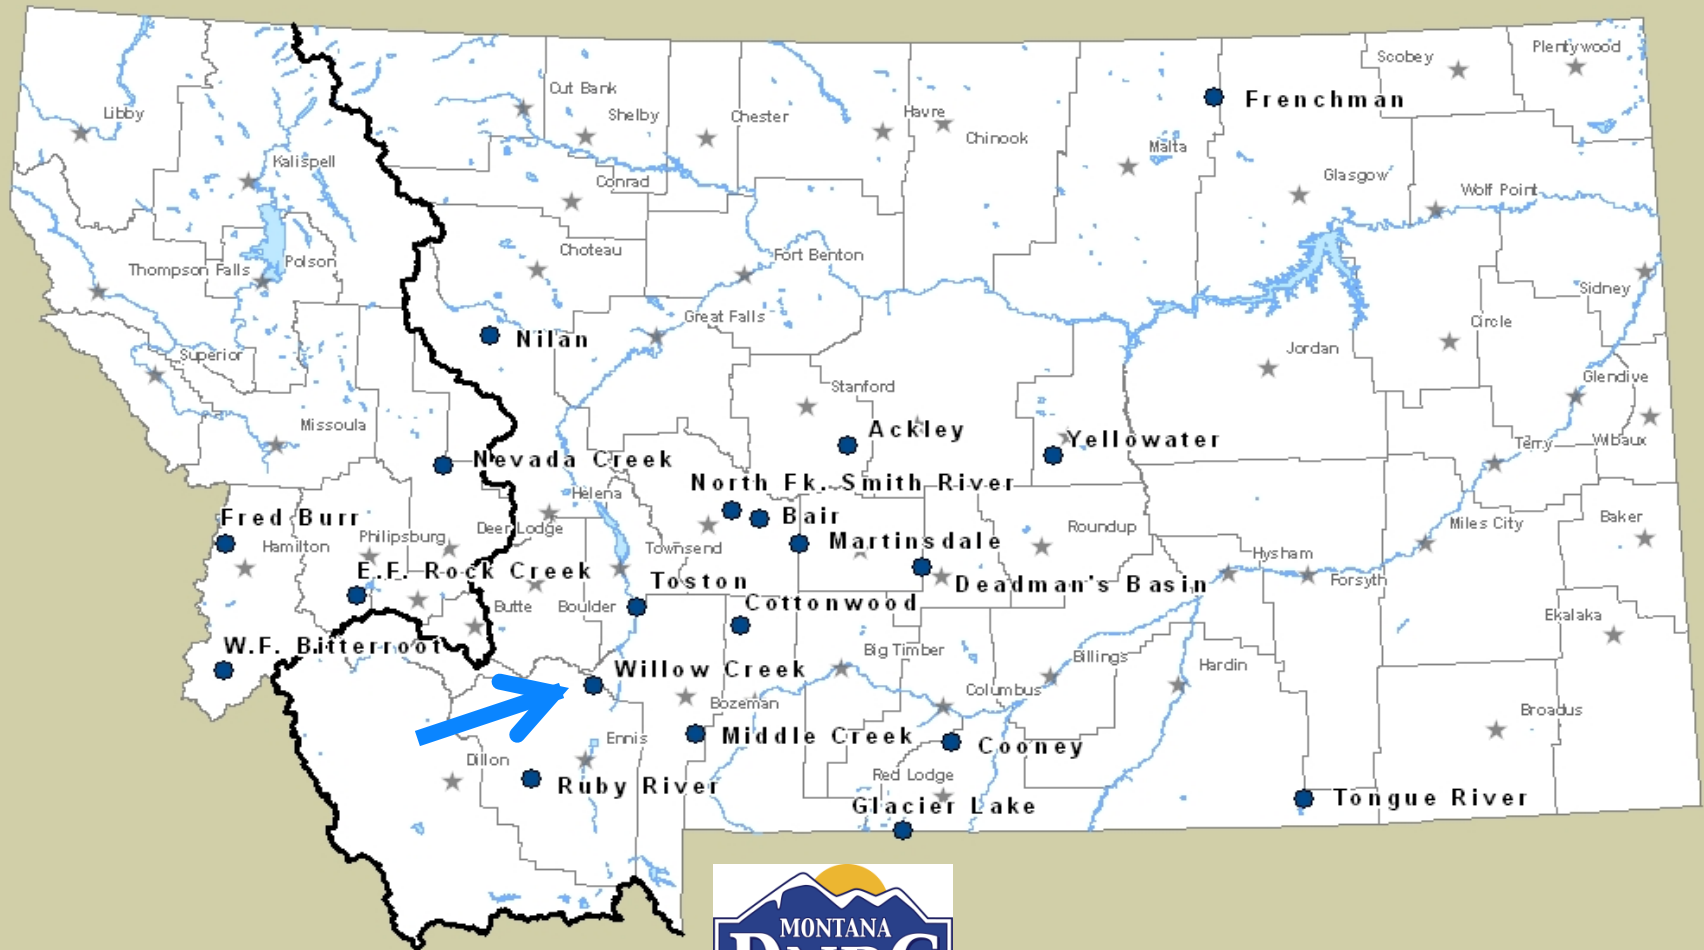 Plentywood
Scobey
Cut Bank
Frenchman
Libby
Shelby
Chester
Havre
Chinook
Malta
Kalispell
Conrad
Glasgow
Wolf Point
Choteau
Fort Benton
Thompson Falls
Polson
Sidney
Great Falls
Circle
Nilan
Jordan
Superior
Glendive
Stanford
Missoula
Ackley
Yellowater
Terry
Wibaux
Nevada Creek
North Fk. Smith River
Helena
Fred Burr
Bair
Baker
Deer Lodge
Miles City
Roundup
Philipsburg
Hamilton
Townsend
Martinsdale
Hysham
E.F. Rock Creek
Toston
Deadman's Basin
Forsyth
Butte
Boulder
Cottonwood
Ekalaka
W.F. Bitterroot
Big Timber
Billings
Willow Creek
Hardin
Columbus
Bozeman
Broadus
Ennis
Middle Creek
Cooney
Dillon
Red Lodge
Ruby River
Glacier Lake
Tongue River
MONTANA
DNRC